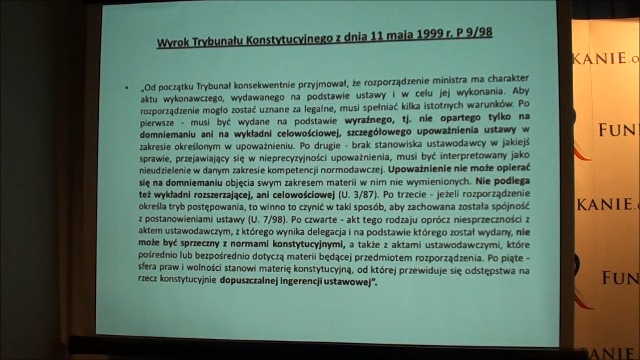 Wyrok Trybunału Konstytucyjnego z dnia 11 maja 1999 r. P 9/98
• „Od początku Trybunał konsekwentnie przyjmował, że rozporządzenie ministra ma charakter
aktu wykonawczego, wydawanego na podstawie ustawy i w celu jej wykonania. Aby
rozporządzenie mogło zostać uznane za legalne, musi spełniać kilka istotnych warunków. Po
pierwsze - musi być wydane na podstawie wyraźnego, tj. nie opartego tylko na
domniemaniu ani na wykładni celowościowej, szczegółowego upoważnienia ustawy w
zakresie określonym w upoważnieniu. Po drugie - brak stanowiska ustawodawcy w jakiejś
sprawie, przejawiający się w nieprecyzyjności upoważnienia, musi być interpretowany jako
nieudzielenie w danym zakresie kompetencji normodawczej. Upoważnienie nie może opierać
się na domniemaniu objęcia swym zakresem materii w nim nie wymienionych. Nie podlega
też wykładni rozszerzającej, ani celowościowej (U. 3/87). Po trzecie - jeżeli rozporządzenie
określa tryb postępowania, to winno to czynić w taki sposób, aby zachowana została spójność
z postanowieniami ustawy (U. 7/98). Po czwarte - akt tego rodzaju oprócz niesprzeczności z
aktem ustawodawczym, z którego wynika delegacja i na podstawie którego został wydany, nie
może być sprzeczny z normami konstytucyjnymi, a także z aktami ustawodawczymi, które
pośrednio lub bezpośrednio dotyczą materii będącej przedmiotem rozporządzenia. Po piąte -
sfera praw i wolności stanowi materię konstytucyjną, od której przewiduje się odstępstwa na
rzecz konstytucyjnie dopuszczalnej ingerencji ustawowej".
KANIE.o
FUN
KANIE.
FUN